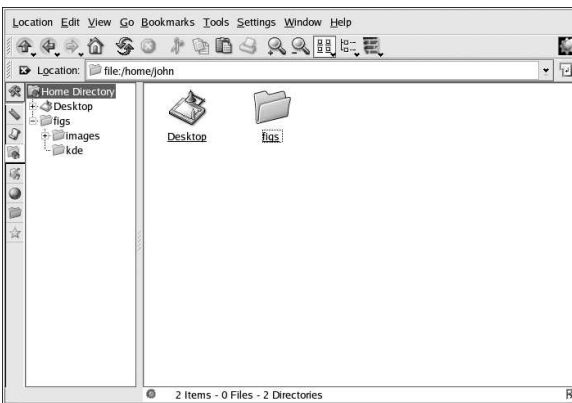 Location Edit View Go Bookmarks Tools Settings Window Help
Location: file:/home/john
Home Directory
Desktop
figs
images
kde
Desktop
figs
2 Items - 0 Files - 2 Directories